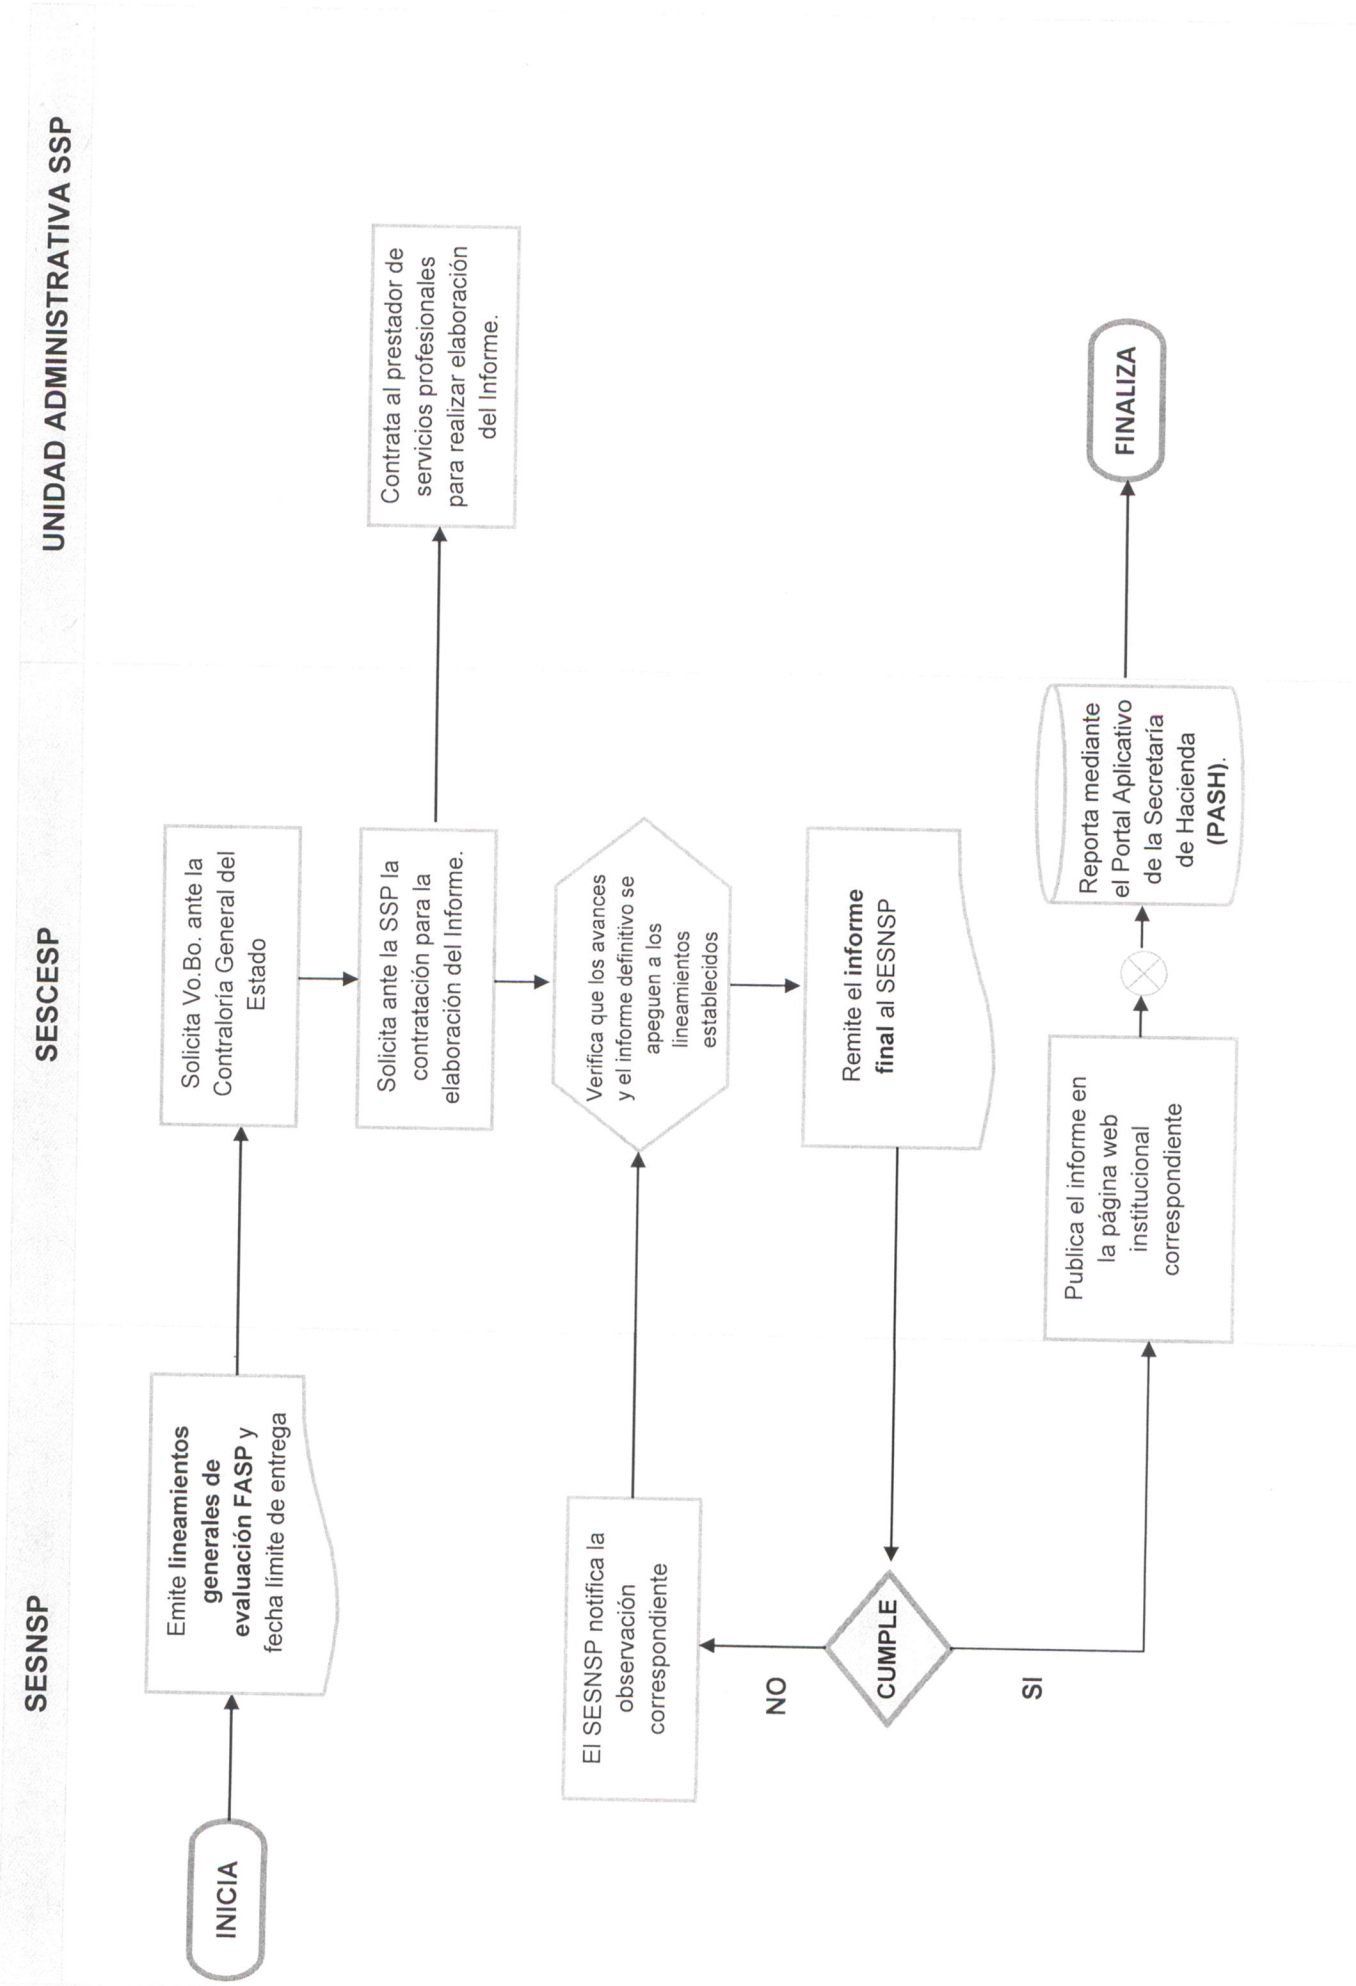 SESNSP
SESCESP
UNIDAD ADMINISTRATIVA SSP
INICIA
Emite lineamientos
generales de
evaluación FASP y
fecha límite de entrega
Solicita Vo.Bo. ante la
Contraloría General del
Estado
Solicita ante la SSP la
contratación para la
elaboración del Informe.
Contrata al prestador de
servicios profesionales
para realizar elaboración
del Informe.
El SESNSP notifica la
observación
correspondiente
Verifica que los avances
y el informe definitivo se
apeguen a los
lineamientos
establecidos
NO
CUMPLE
SI
Remite el informe
final al SESNSP
Publica el informe en
la página web
institucional
correspondiente
Reporta mediante
el Portal Aplicativo
de la Secretaría
de Hacienda
(PASH).
FINALIZA